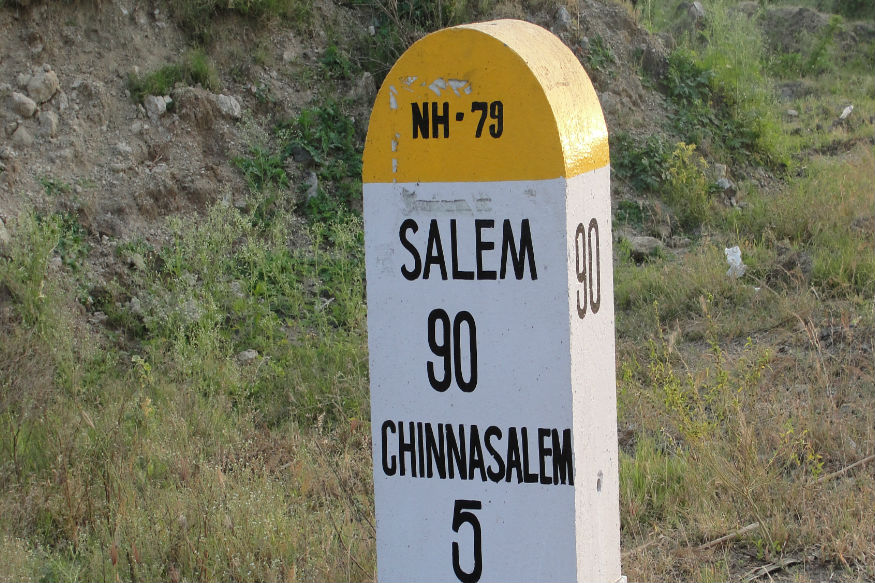 NH · 79
SALEM
90
CHINNASALEM
5
90